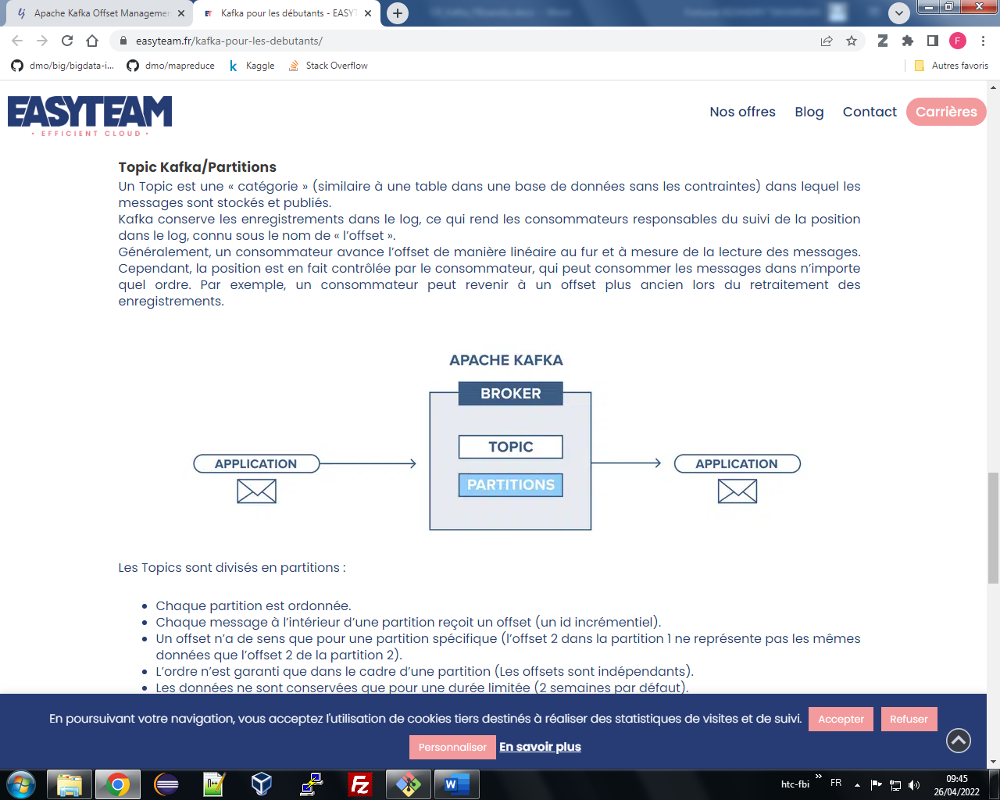 Apache Kafka Offset Managemen
Kafka pour les débutants - EASYT
easyteam.fr/kafka-pour-les-debutants/
F
dmo/big/bigdata-i...
dmo/mapreduce
Kaggle
Stack Overflow
Autres favoris
EASYTEAM
• EFFICIENT CLOUD •
Nos offres
Blog
Contact
Carrières
Topic Kafka/Partitions
Un Topic est une « catégorie » (similaire à une table dans une base de données sans les contraintes) dans lequel les
messages sont stockés et publiés.
Kafka conserve les enregistrements dans le log, ce qui rend les consommateurs responsables du suivi de la position
dans le log, connu sous le nom de « l’offset ».
Généralement, un consommateur avance l’offset de manière linéaire au fur et à mesure de la lecture des messages.
Cependant, la position est en fait contrôlée par le consommateur, qui peut consommer les messages dans n’importe
quel ordre. Par exemple, un consommateur peut revenir à un offset plus ancien lors du retraitement des
enregistrements.
APACHE KAFKA
BROKER
TOPIC
PARTITIONS
APPLICATION
APPLICATION
Les Topics sont divisés en partitions :
• Chaque partition est ordonnée.
• Chaque message à l’intérieur d’une partition reçoit un offset (un id incrémentiel).
• Un offset n’a de sens que pour une partition spécifique (l’offset 2 dans la partition 1 ne représente pas les mêmes
données que l’offset 2 de la partition 2).
• L’ordre n’est garanti que dans le cadre d’une partition (Les offsets sont indépendants).
• Les données ne sont conservées que pour une durée limitée (2 semaines par défaut).
En poursuivant votre navigation, vous acceptez l'utilisation de cookies tiers destinés à réaliser des statistiques de visites et de suivi.
Accepter
Refuser
Personnaliser
En savoir plus
htc-fbi
FR
09:45
26/04/2022